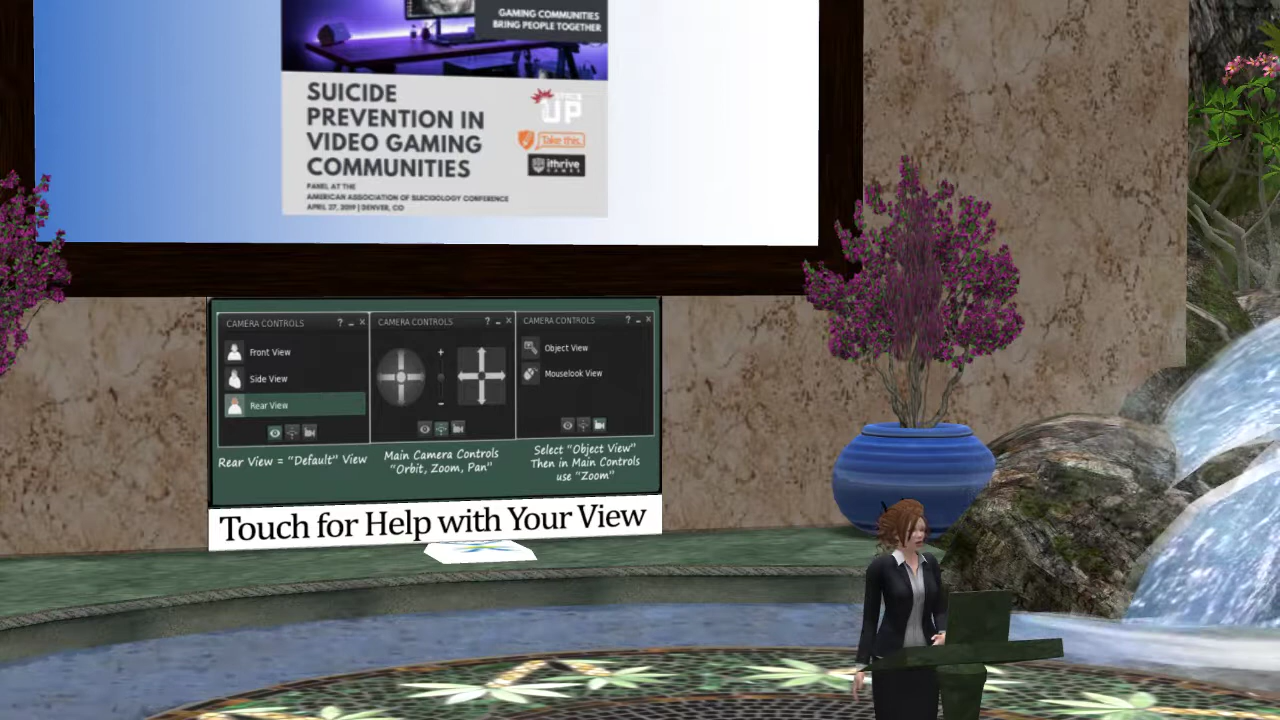 GAMING COMMUNITIES
BRING PEOPLE TOGETHER
SUICIDE
PREVENTION IN
VIDEO GAMING
COMMUNITIES
UP
Take This.
ithrive
GAMES
PANEL AT THE
AMERICAN ASSOCIATION OF SUICIDOLOGY CONFERENCE
APRIL 27, 2019 | DENVER, CO
CAMERA CONTROLS ? _ ×
Front View
Side View
Rear View
Rear View = "Default" View
CAMERA CONTROLS ? _ ×
+
-
Main Camera Controls
"Orbit, Zoom, Pan"
CAMERA CONTROLS ? _ ×
Object View
Mouselook View
Select "Object View"
Then in Main Controls
use "Zoom"
Touch for Help with Your View